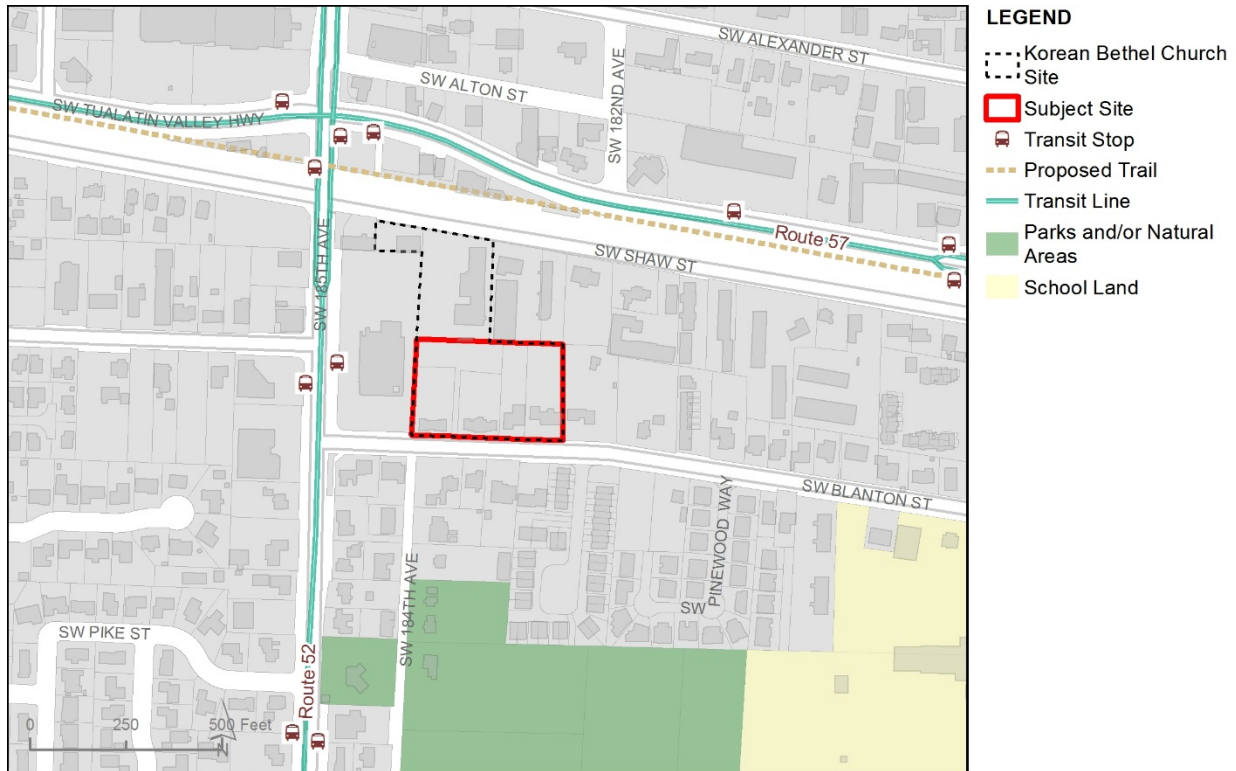 SW ALEXANDER ST
SW ALTON ST
SW 182ND AVE
SW TUALATIN VALLEY HWY
SW 185TH AVE
SW SHAW ST
Route 57
SW BLANTON ST
SW PINEWOOD WAY
SW 184TH AVE
SW PIKE ST
Route 52
0 250 500 Feet
N
LEGEND
Korean Bethel Church
Site
Subject Site
Transit Stop
Proposed Trail
Transit Line
Parks and/or Natural
Areas
School Land